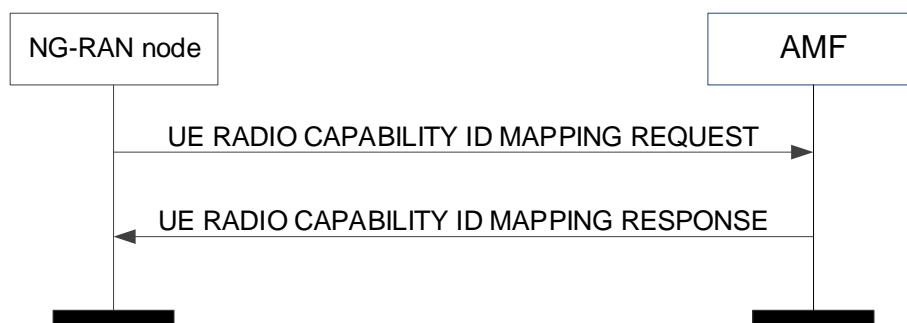 NG-RAN node
AMF
UE RADIO CAPABILITY ID MAPPING REQUEST
UE RADIO CAPABILITY ID MAPPING RESPONSE